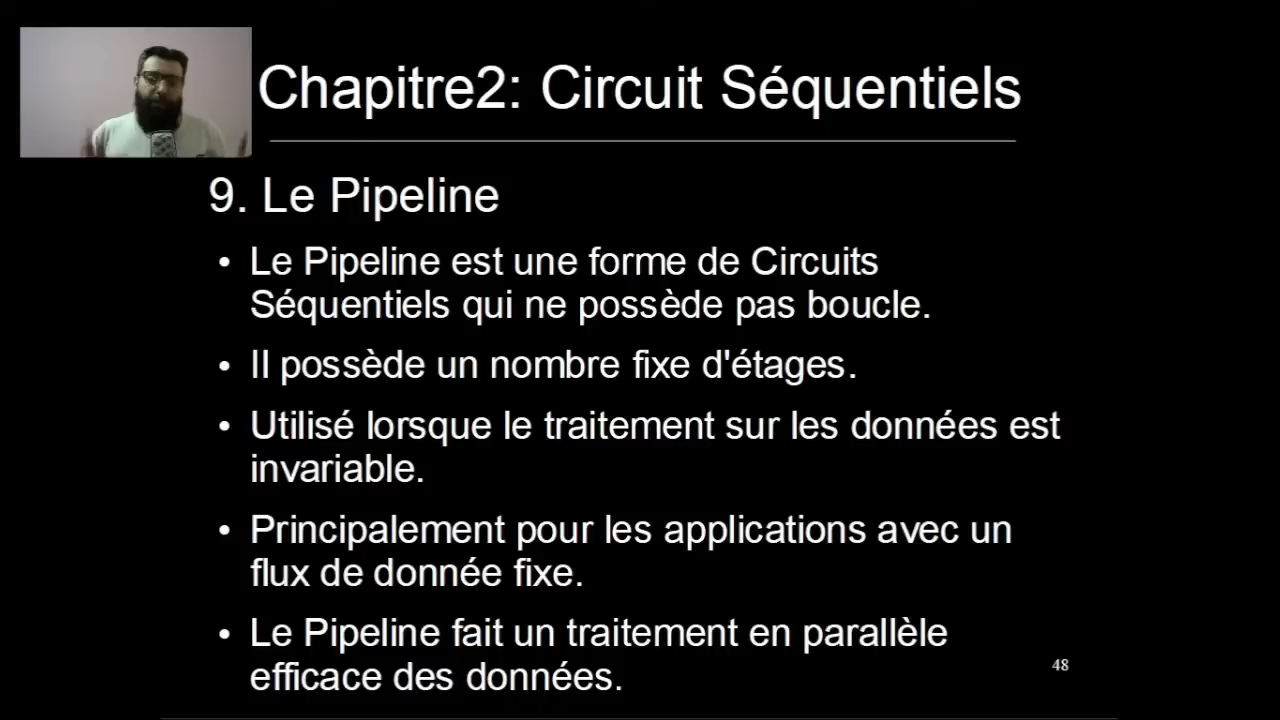 Chapitre2: Circuit Séquentiels
9. Le Pipeline
• Le Pipeline est une forme de Circuits
Séquentiels qui ne possède pas boucle.
• Il possède un nombre fixe d'étages.
• Utilisé lorsque le traitement sur les données est
invariable.
• Principalement pour les applications avec un
flux de donnée fixe.
• Le Pipeline fait un traitement en parallèle
efficace des données.
48